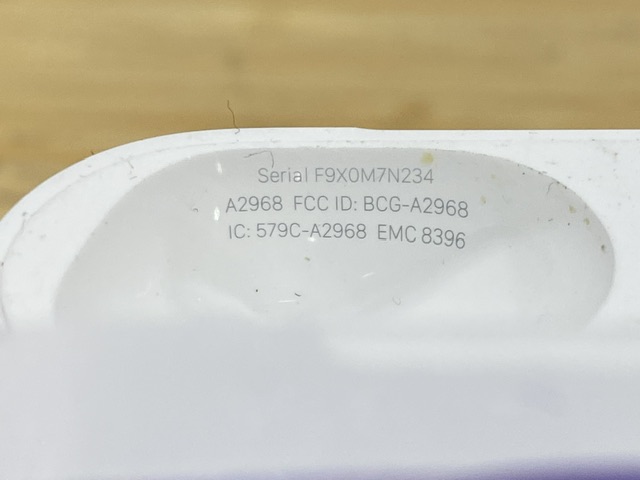 Serial F9X0M7N234
A2968 FCC ID: BCG-A2968
IC: 579C-A2968 EMC 8396